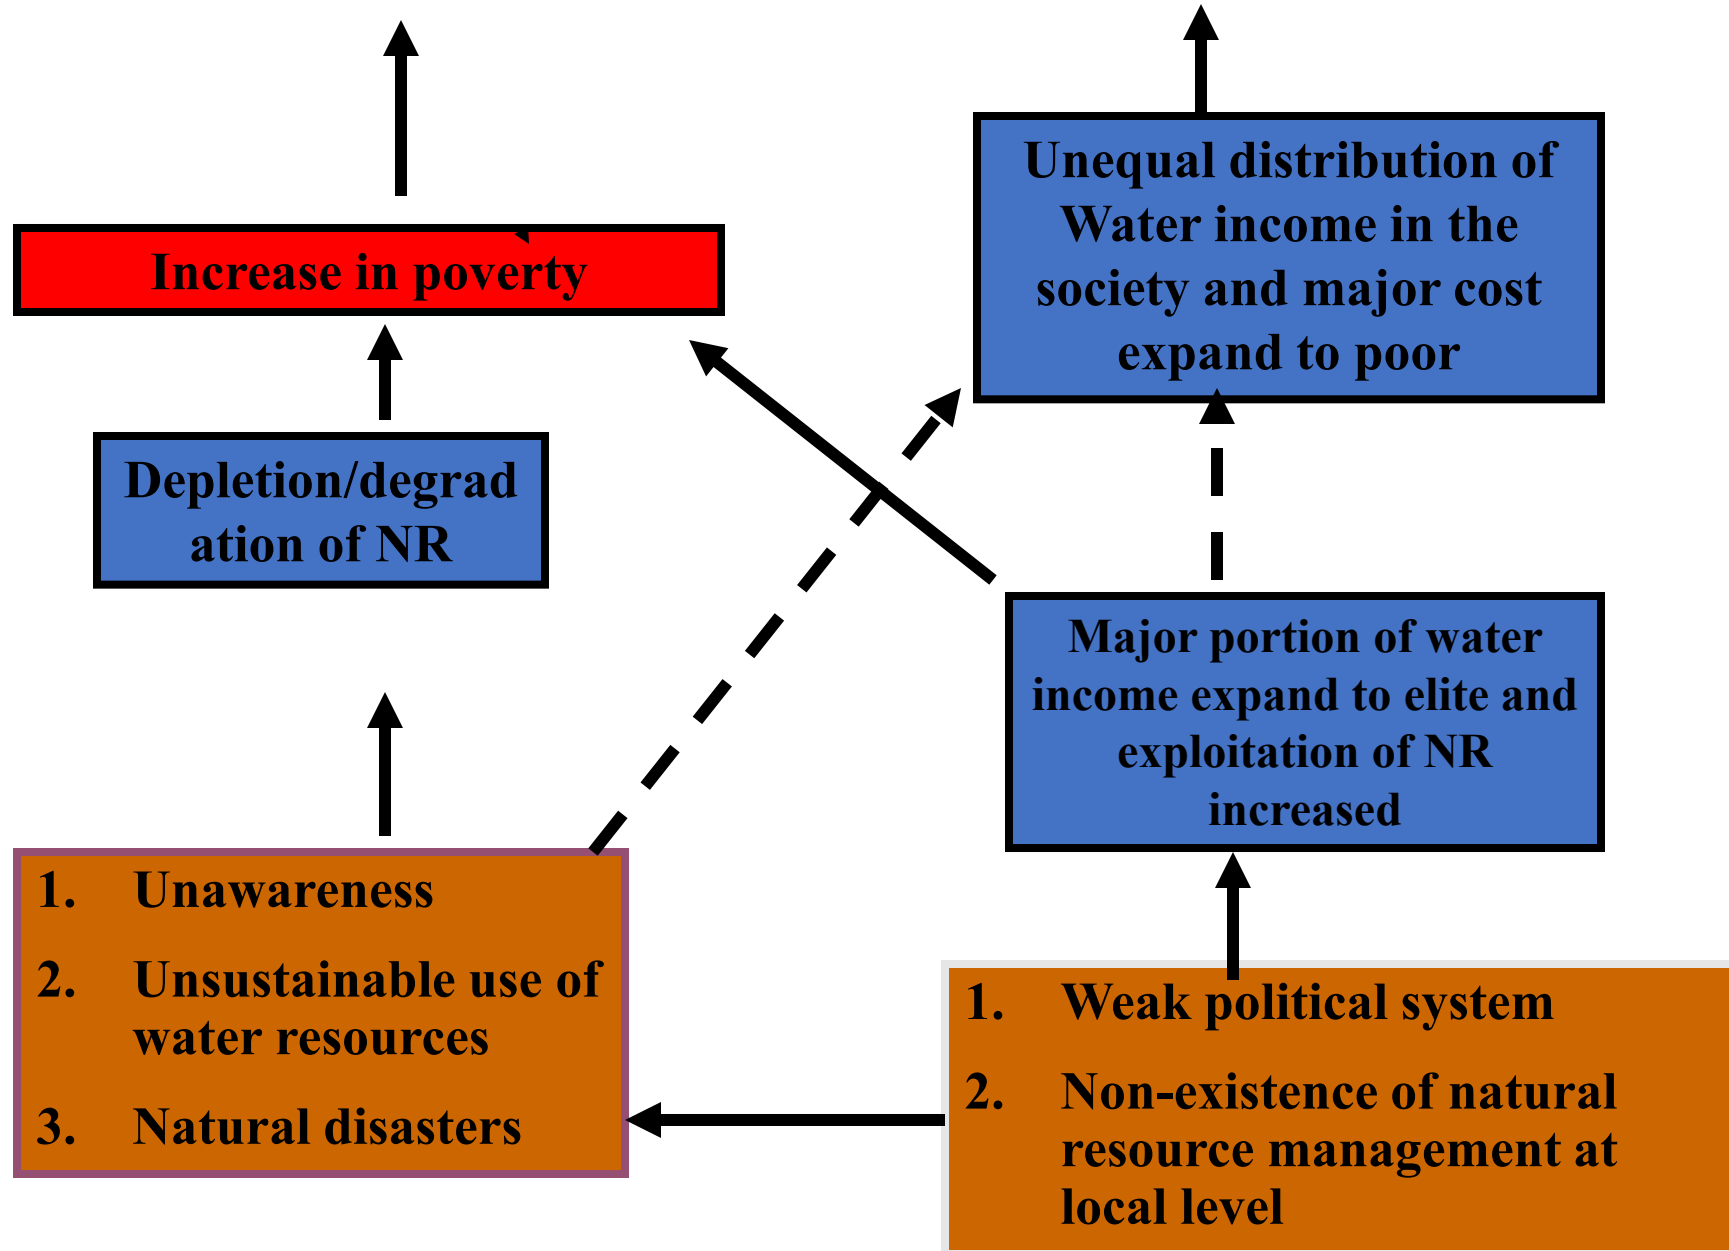 Unequal distribution of
Water income in the
society and major cost
expand to poor
Increase in poverty
Depletion/degrad
ation of NR
Major portion of water
income expand to elite and
exploitation of NR
increased
1. Unawareness
2. Unsustainable use of
water resources
3. Natural disasters
1. Weak political system
2. Non-existence of natural
resource management at
local level